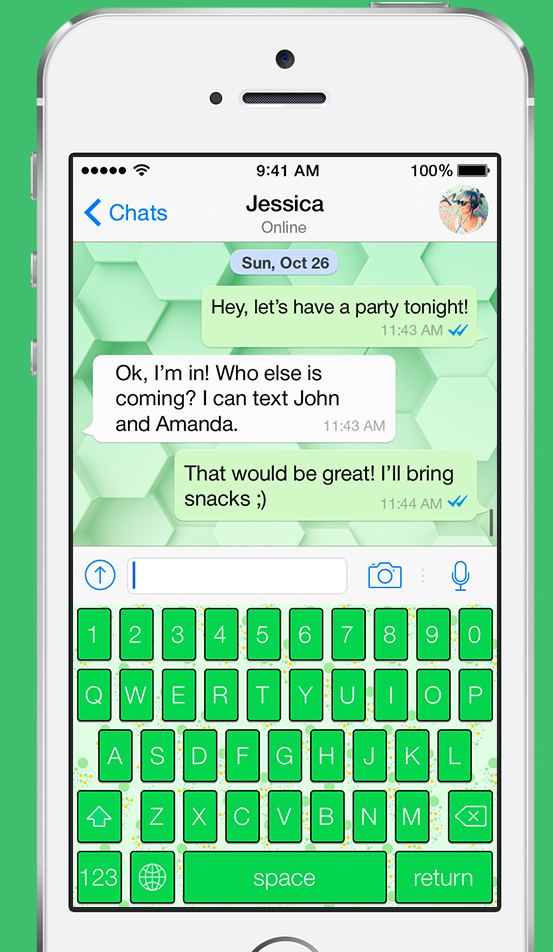 9:41 AM 100%
Chats Jessica
Online
Sun, Oct 26
Hey, let's have a party tonight!
11:43 AM
Ok, I'm in! Who else is
coming? I can text John
and Amanda. 11:43 AM
That would be great! I'll bring
snacks ;) 11:44 AM
1 2 3 4 5 6 7 8 9 0
Q W E R T Y U I O P
A S D F G H J K L
Z X C V B N M
123 space return